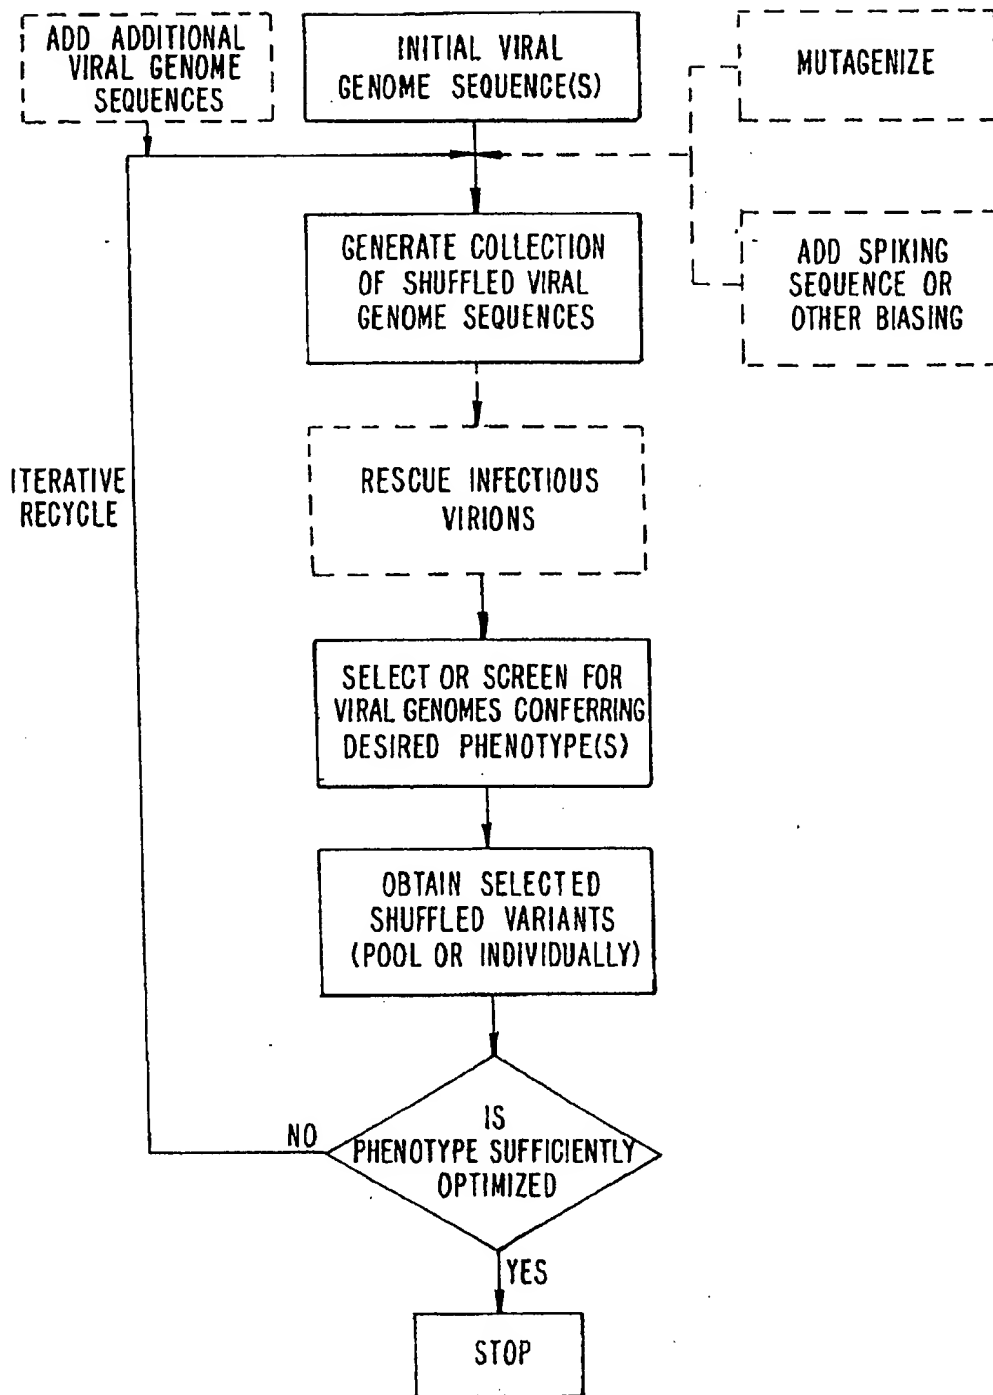 ADD ADDITIONAL
VIRAL GENOME
SEQUENCES
INITIAL VIRAL
GENOME SEQUENCE(S)
MUTAGENIZE
GENERATE COLLECTION
OF SHUFFLED VIRAL
GENOME SEQUENCES
ADD SPIKING
SEQUENCE OR
OTHER BIASING
ITERATIVE
RECYCLE
RESCUE INFECTIOUS
VIRIONS
SELECT OR SCREEN FOR
VIRAL GENOMES CONFERRING
DESIRED PHENOTYPE(S)
OBTAIN SELECTED
SHUFFLED VARIANTS
(POOL OR INDIVIDUALLY)
NO
IS
PHENOTYPE SUFFICIENTLY
OPTIMIZED
YES
STOP